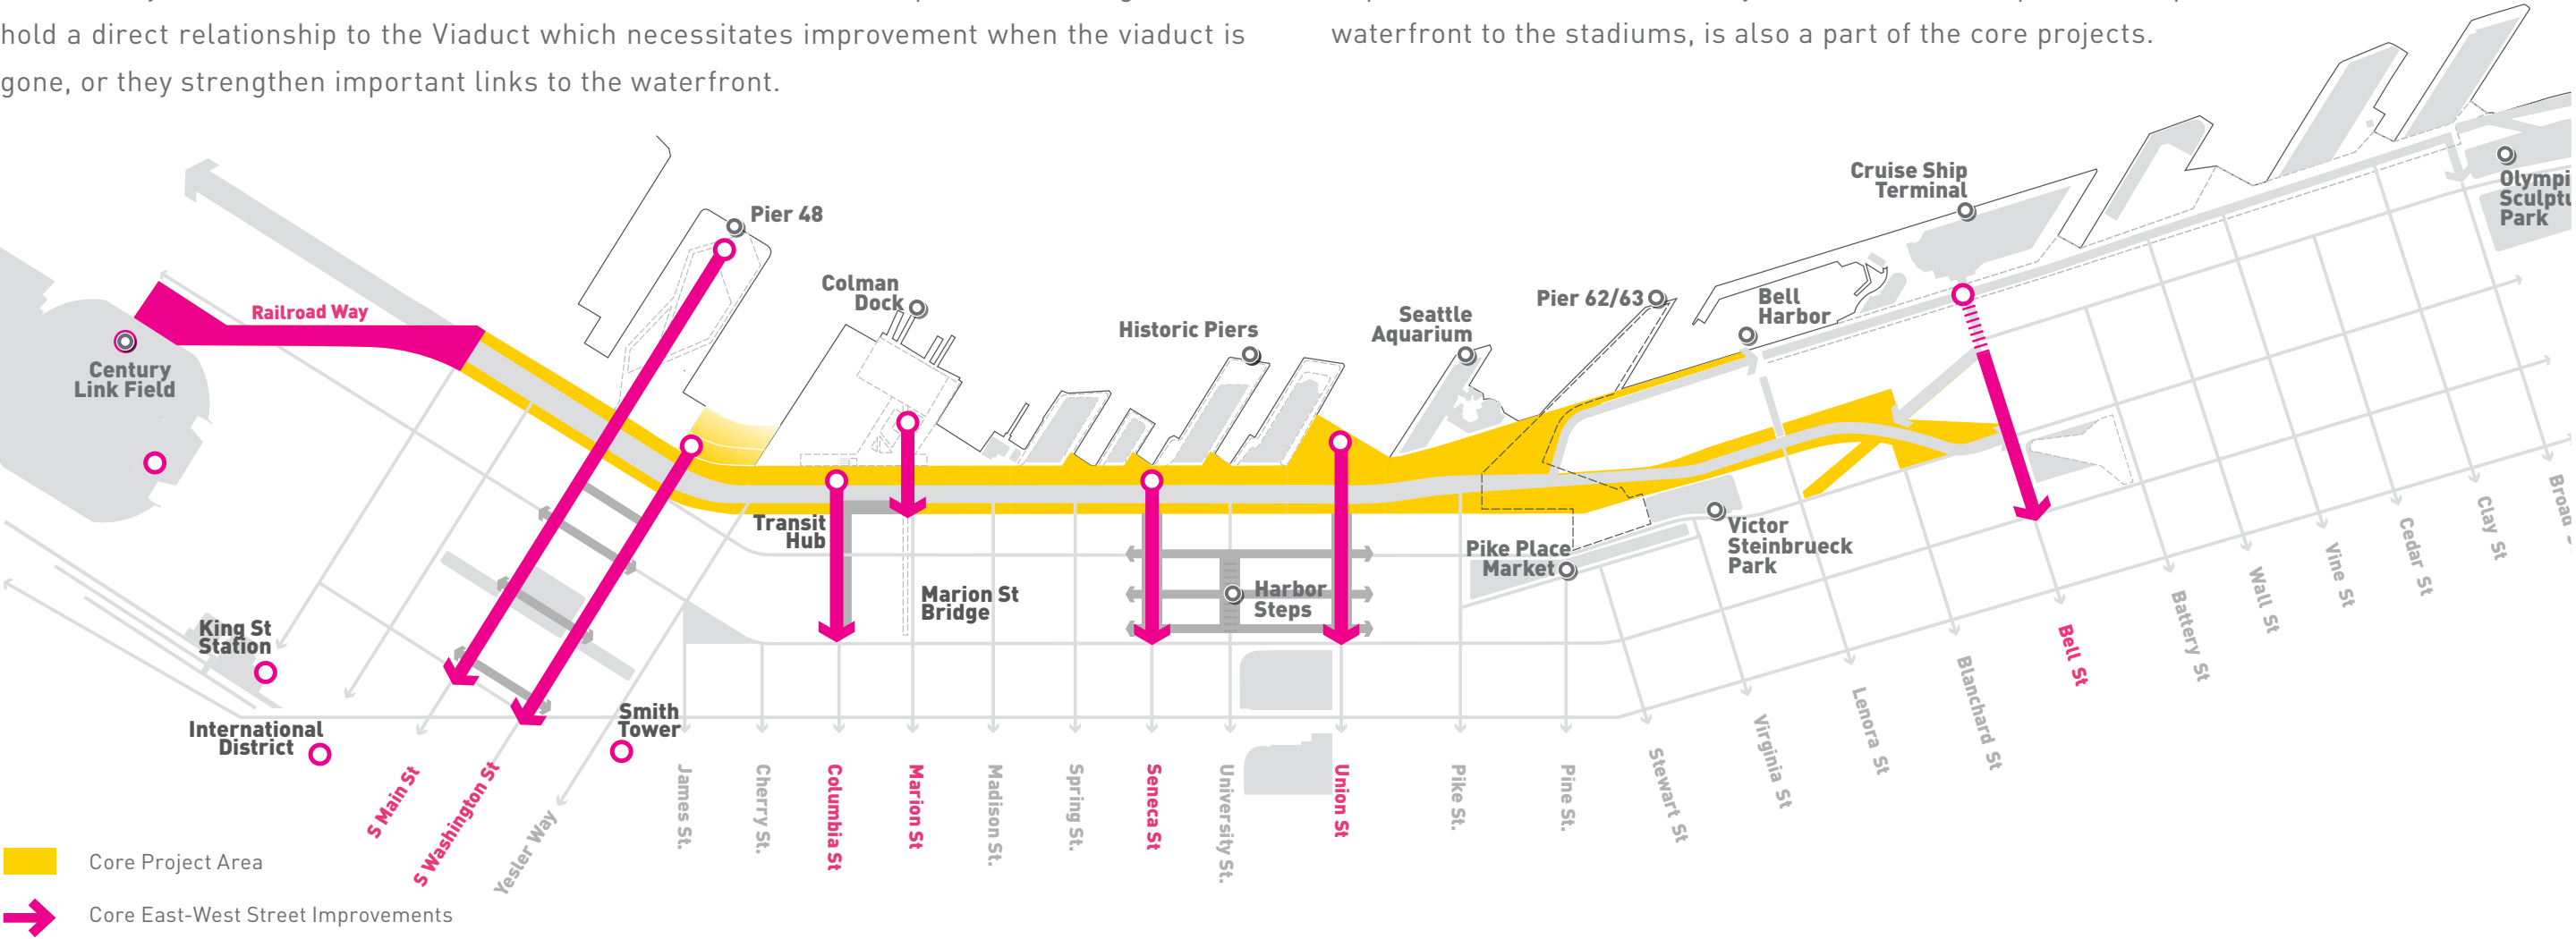 hold a direct relationship to the Viaduct which necessitates improvement when the viaduct is
gone, or they strengthen important links to the waterfront.
waterfront to the stadiums, is also a part of the core projects.
Railroad Way
Century
Link Field
Pier 48
Colman
Dock
Historic Piers
Seattle
Aquarium
Pier 62/63
Bell
Harbor
Cruise Ship
Terminal
Sculptu
Park
Transit
Hub
Marion St
Bridge
Harbor
Steps
Pike Place
Market
Victor
Steinbrueck
Park
King St
Station
International
District
Smith
Tower
S Main St
S Washington St
Yesler Way
James St.
Cherry St.
Columbia St
Marion St
Madison St.
Spring St.
Seneca St
University St.
Union St
Pike St.
Pine St.
Stewart St
Virginia St
Lenora St
Blanchard St
Bell St
Battery St
Wall St
Vine St
Cedar St
Clay St
Broad
Core Project Area
Core East-West Street Improvements